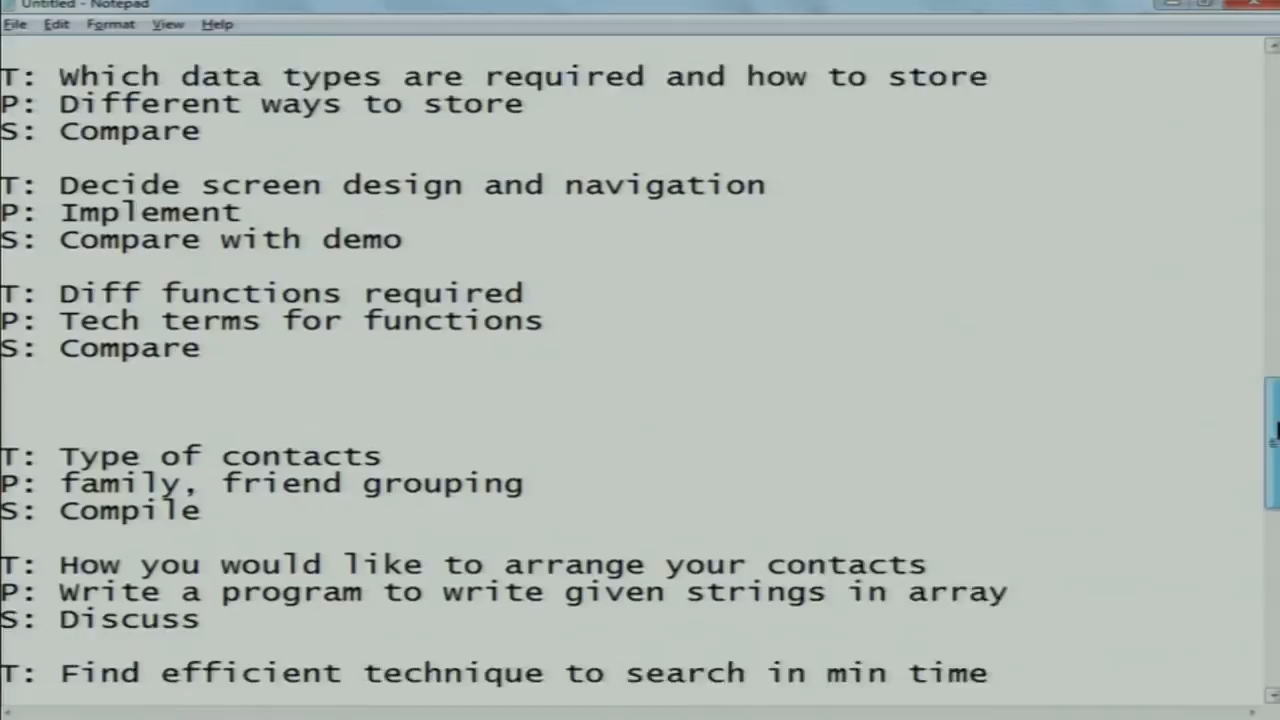 Untitled - Notepad
File Edit Format View Help
T: Which data types are required and how to store
P: Different ways to store
S: Compare
T: Decide screen design and navigation
P: Implement
S: Compare with demo
T: Diff functions required
P: Tech terms for functions
S: Compare
T: Type of contacts
P: family, friend grouping
S: Compile
T: How you would like to arrange your contacts
P: Write a program to write given strings in array
S: Discuss
T: Find efficient technique to search in min time